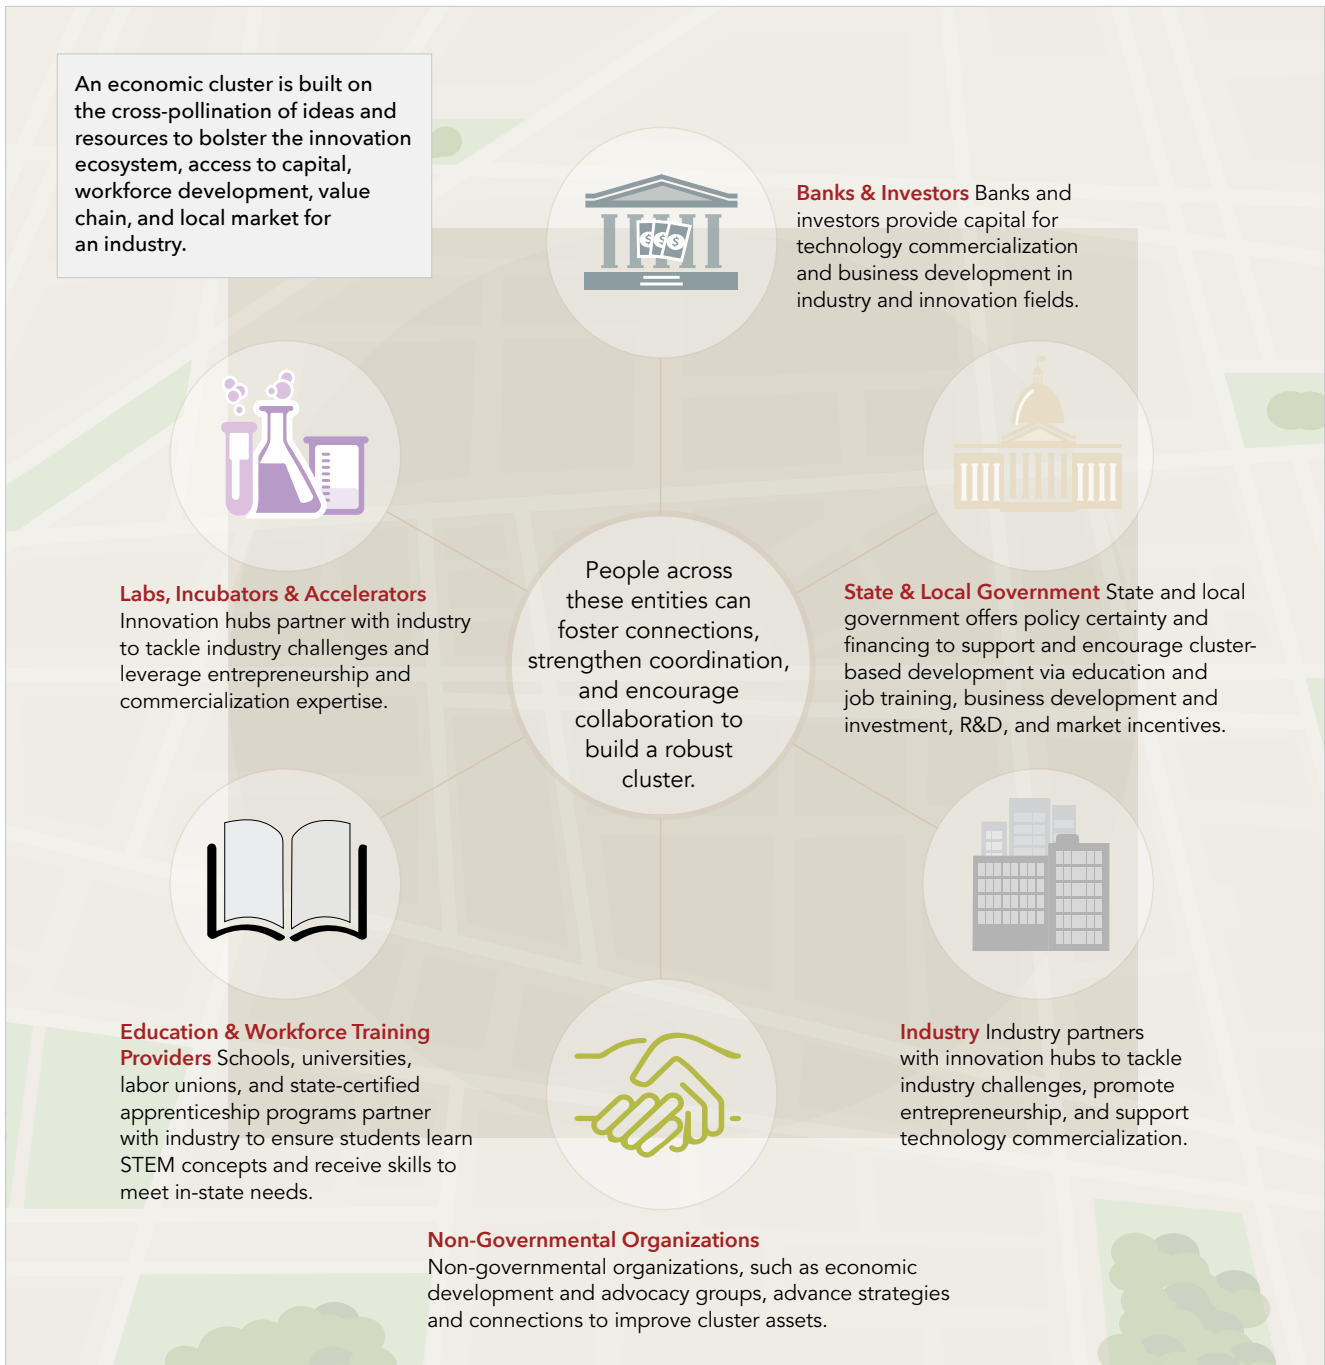 An economic cluster is built on
the cross-pollination of ideas and
resources to bolster the innovation
ecosystem, access to capital,
workforce development, value
chain, and local market for
an industry.
Banks & Investors Banks and
investors provide capital for
technology commercialization
and business development in
industry and innovation fields.
Labs, Incubators & Accelerators
Innovation hubs partner with industry
to tackle industry challenges and
leverage entrepreneurship and
commercialization expertise.
People across
these entities can
foster connections,
strengthen coordination,
and encourage
collaboration to
build a robust
cluster.
State & Local Government State and local
government offers policy certainty and
financing to support and encourage cluster-
based development via education and
job training, business development and
investment, R&D, and market incentives.
Education & Workforce Training
Providers Schools, universities,
labor unions, and state-certified
apprenticeship programs partner
with industry to ensure students learn
STEM concepts and receive skills to
meet in-state needs.
Industry Industry partners
with innovation hubs to tackle
industry challenges, promote
entrepreneurship, and support
technology commercialization.
Non-Governmental Organizations
Non-governmental organizations, such as economic
development and advocacy groups, advance strategies
and connections to improve cluster assets.